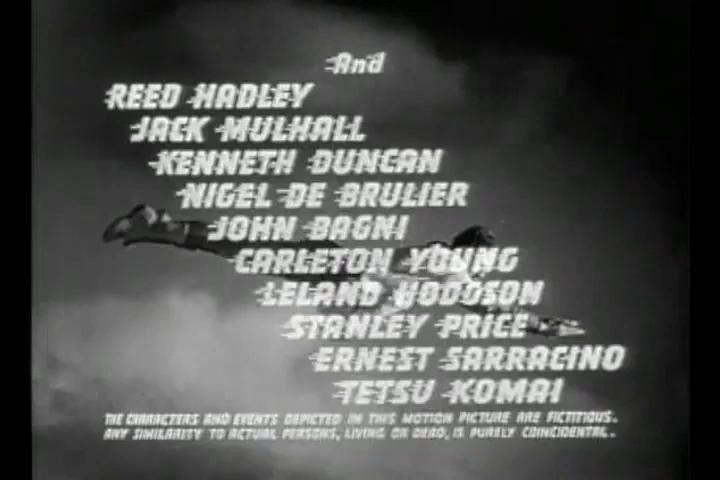 And
REED HADLEY
JACK MULHALL
KENNETH DUNCAN
NIGEL DE BRULIER
JOHN BAGNI
CARLETON YOUNG
LELAND HODGSON
STANLEY PRICE
ERNEST SARRACINO
TETSU KOMAI
THE CHARACTERS AND EVENTS DEPICTED IN THIS MOTION PICTURE ARE FICTITIOUS.
ANY SIMILARITY TO ACTUAL PERSONS, LIVING OR DEAD, IS PURELY COINCIDENTAL.